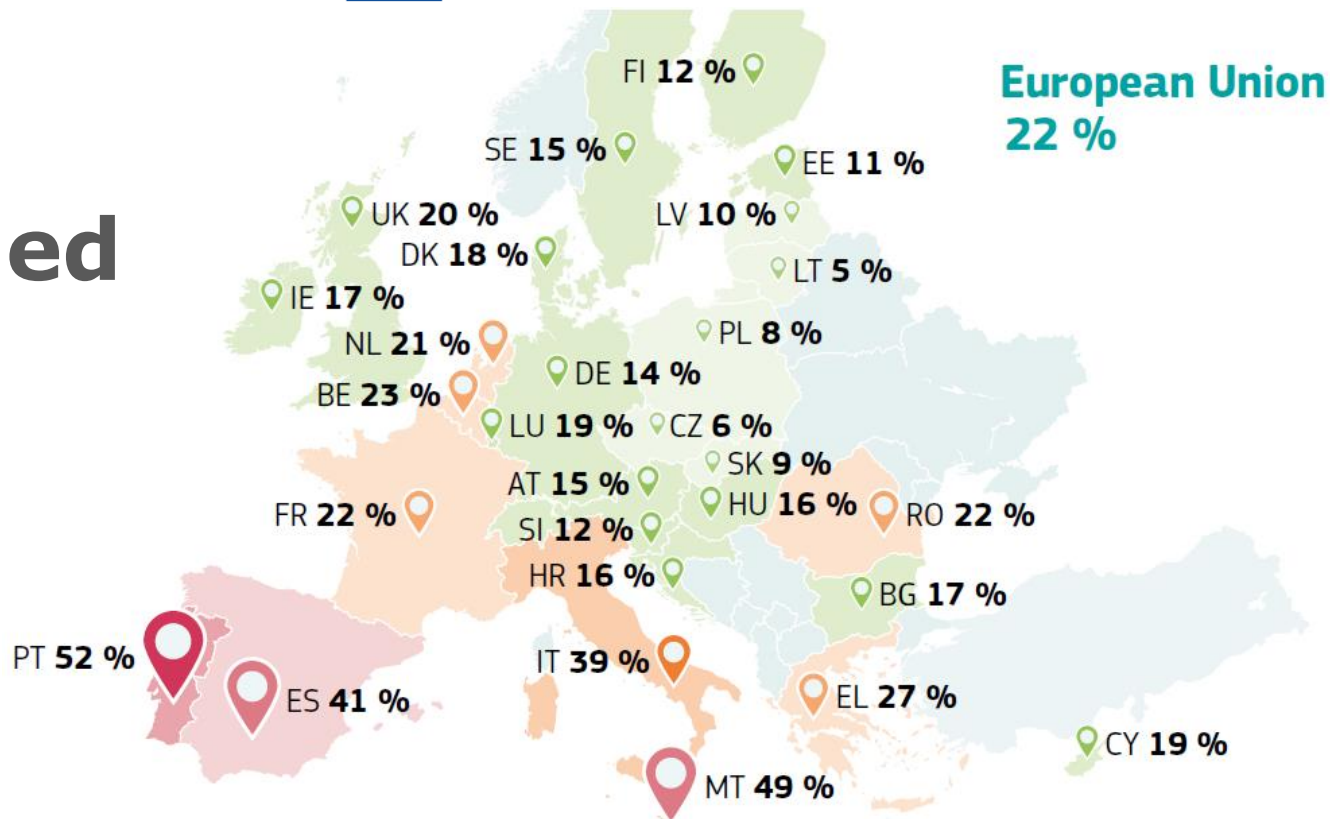 FI 12 %
European Union
22 %
SE 15 %
EE 11 %
UK 20 %
LV 10 %
ed
DK 18 %
LT 5 %
IE 17 %
NL 21 %
PL 8 %
DE 14 %
BE 23 %
LU 19 %
CZ 6 %
SK 9 %
AT 15 %
HU 16 %
FR 22 %
RO 22 %
SI 12 %
HR 16 %
BG 17 %
PT 52 %
IT 39 %
ES 41 %
EL 27 %
CY 19 %
MT 49 %